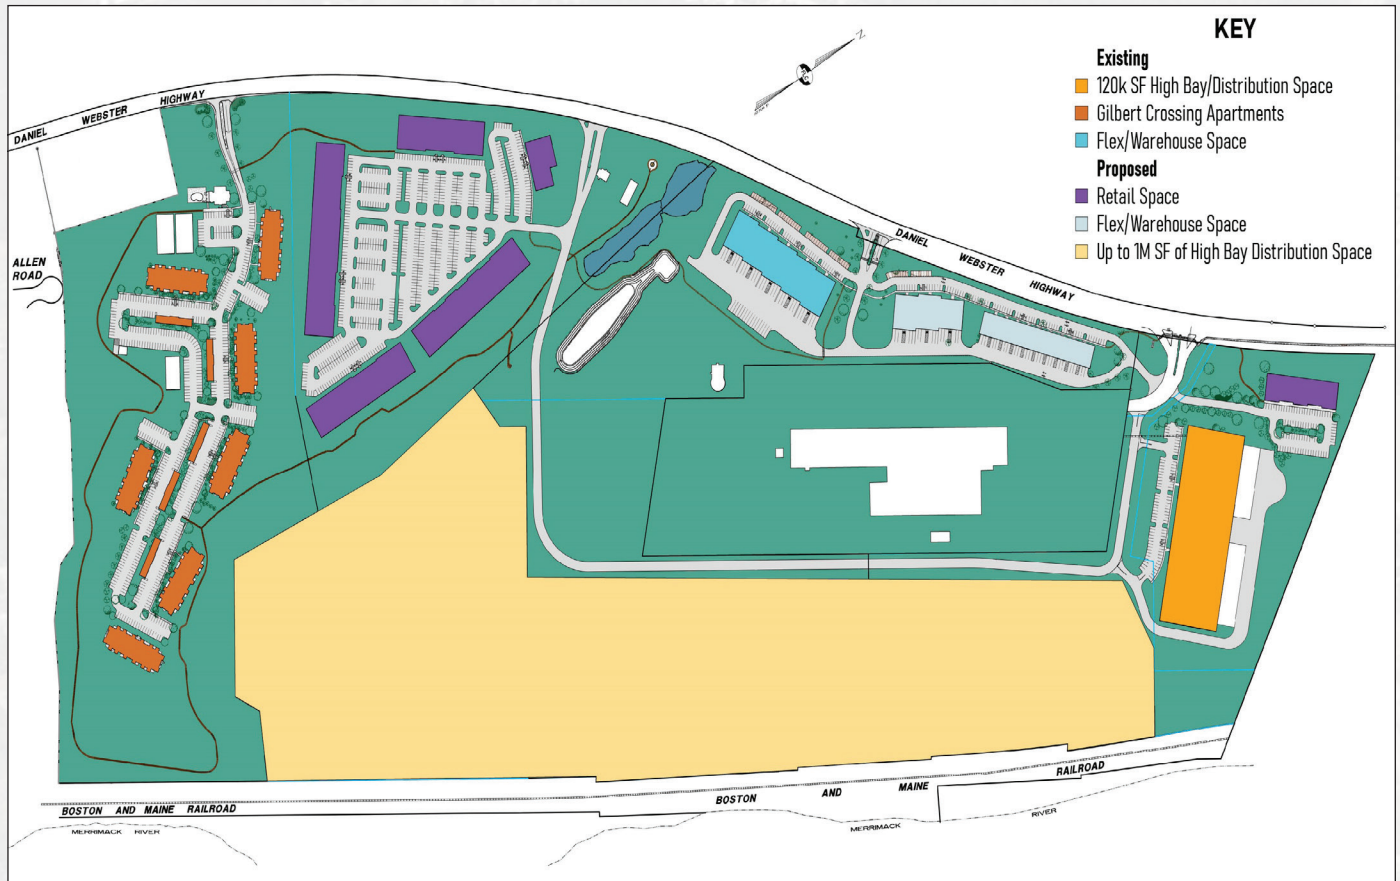 KEY
Existing
120k SF High Bay/Distribution Space
Gilbert Crossing Apartments
Flex/Warehouse Space
Proposed
Retail Space
Flex/Warehouse Space
Up to 1M SF of High Bay Distribution Space
DANIEL WEBSTER HIGHWAY
DANIEL WEBSTER HIGHWAY
ALLEN
ROAD
BOSTON AND MAINE RAILROAD
BOSTON AND MAINE RAILROAD
MERRIMACK RIVER
MERRIMACK RIVER